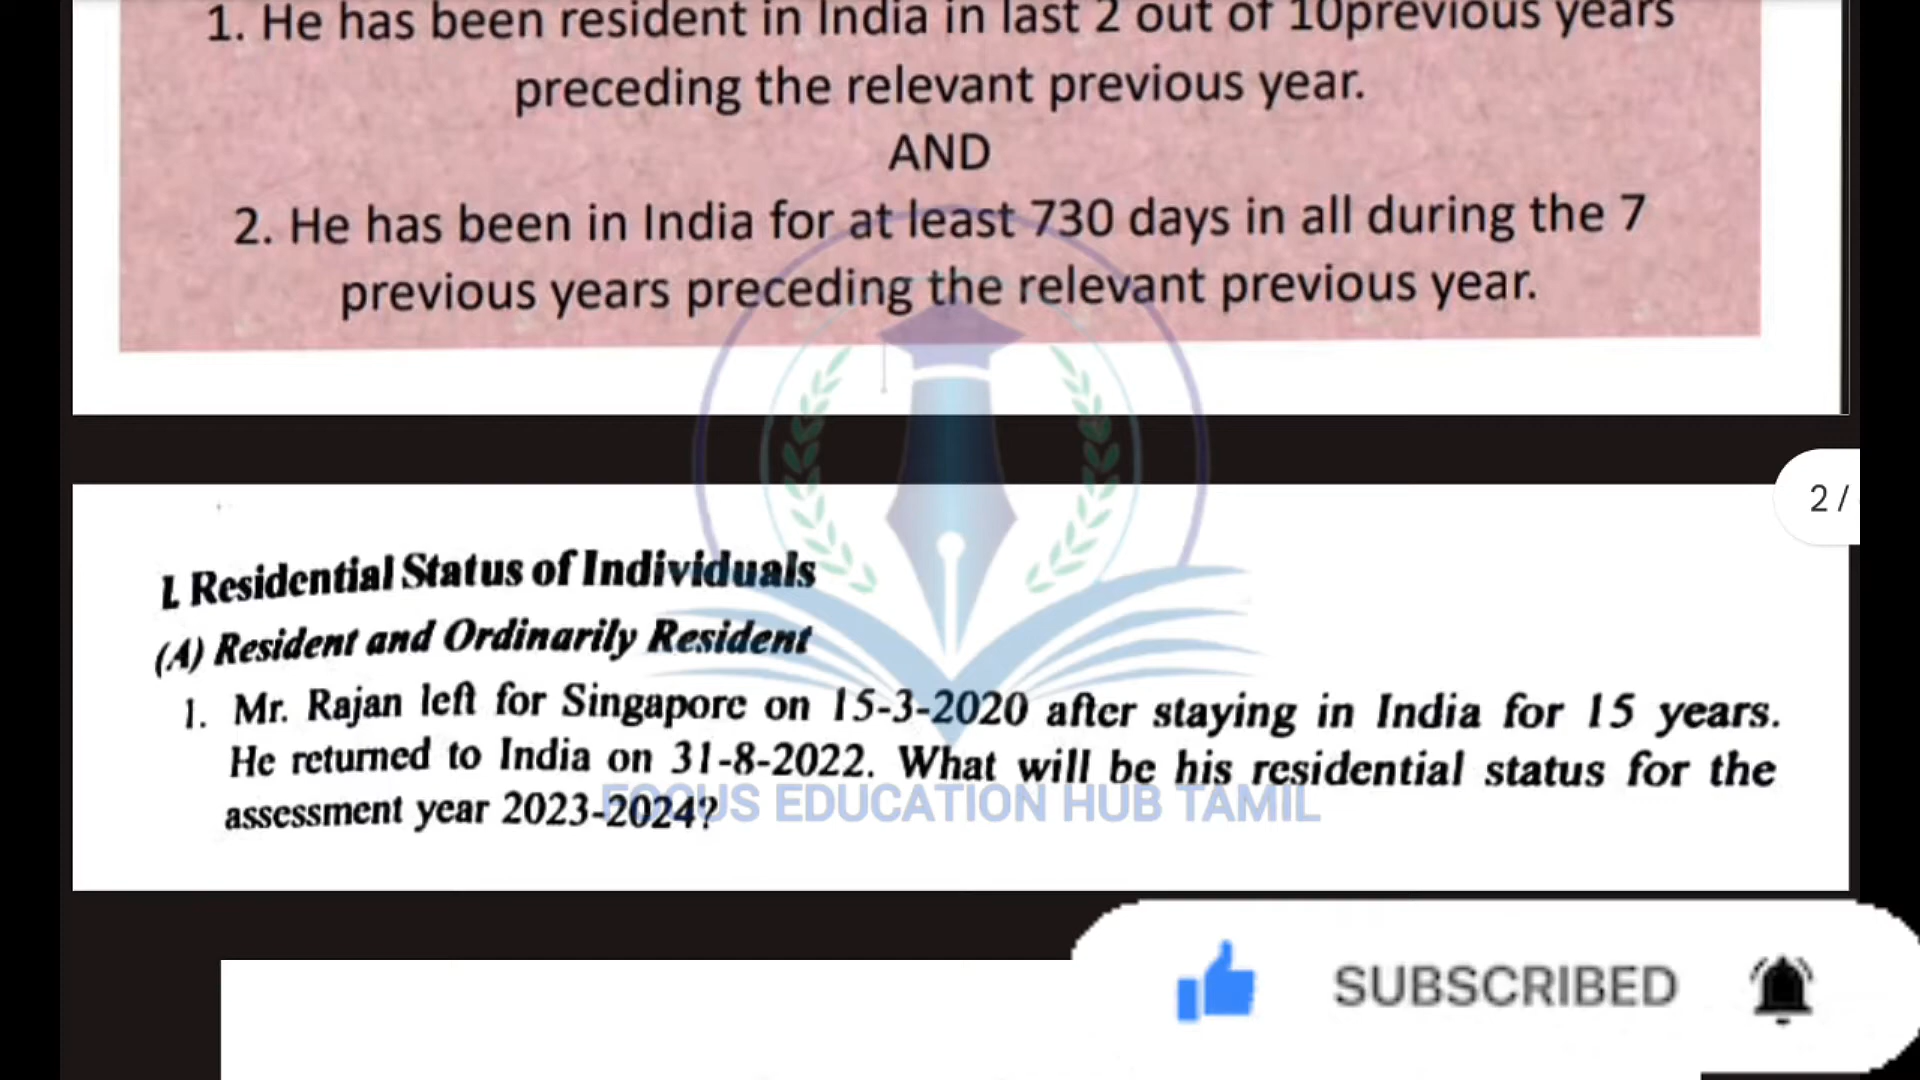 1. He has been resident in India in last 2 out of 10previous years
preceding the relevant previous year.
AND
2. He has been in India for at least 730 days in all during the 7
previous years preceding the relevant previous year.
2 /
I. Residential Status of Individuals
(A) Resident and Ordinarily Resident
1. Mr. Rajan left for Singapore on 15-3-2020 after staying in India for 15 years.
He returned to India on 31-8-2022. What will be his residential status for the
assessment year 2023-2024?
FOCUS EDUCATION HUB TAMIL
SUBSCRIBED